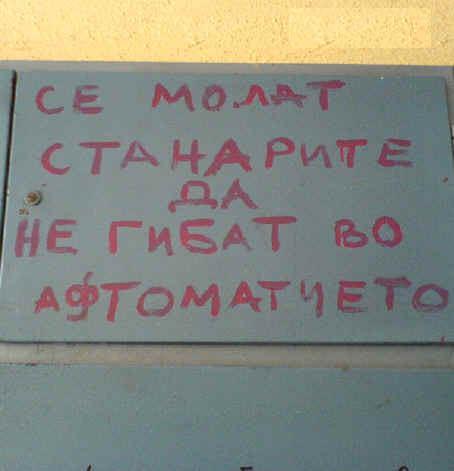 СЕ МОЛАТ
СТАНАРИТЕ
ДА
НЕ ГИБАТ ВО
АФТОМАТЧЕТО